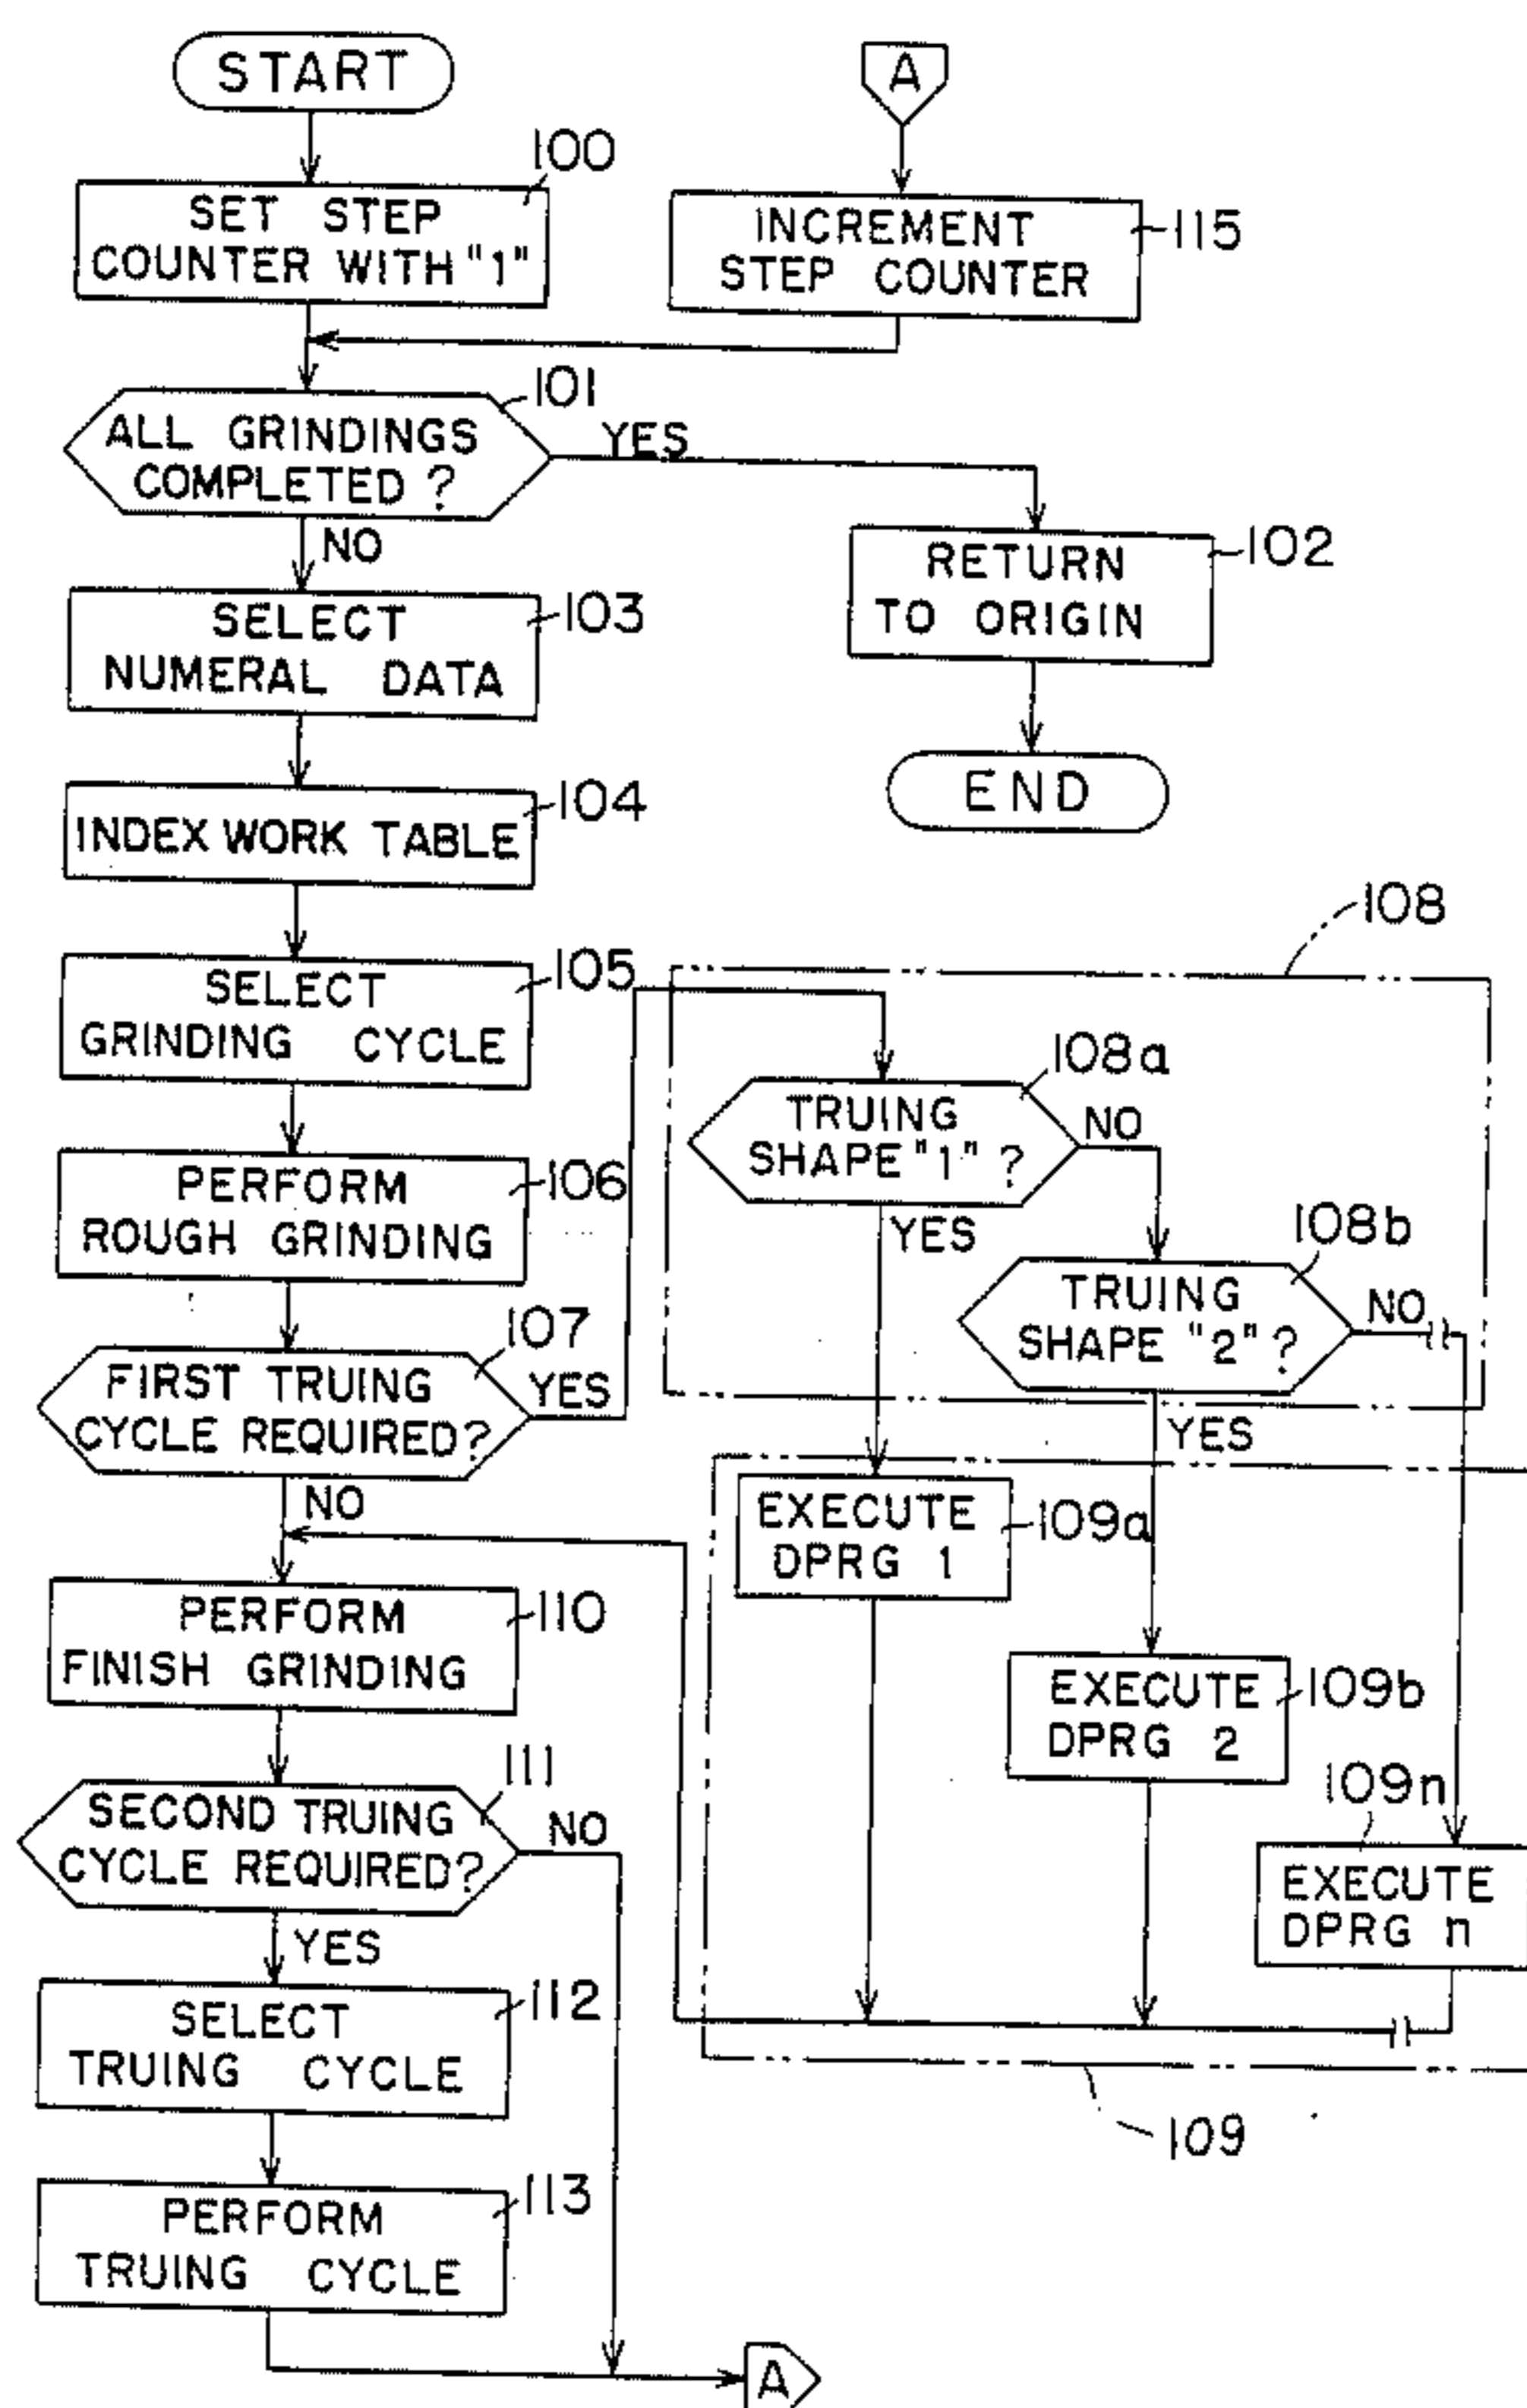 START
100
SET STEP
COUNTER WITH "1"
A
INCREMENT
STEP COUNTER
115
101
ALL GRINDINGS
COMPLETED ?
YES
NO
RETURN
TO ORIGIN
102
END
SELECT
NUMERAL DATA
103
INDEX WORK TABLE
104
SELECT
GRINDING CYCLE
105
PERFORM
ROUGH GRINDING
106
107
FIRST TRUING
CYCLE REQUIRED?
YES
NO
108
108a
TRUING
SHAPE "1" ?
NO
YES
108b
TRUING
SHAPE "2" ?
NO
YES
EXECUTE
DPRG 1
109a
EXECUTE
DPRG 2
109b
109n
EXECUTE
DPRG n
109
PERFORM
FINISH GRINDING
110
111
SECOND TRUING
CYCLE REQUIRED?
NO
YES
SELECT
TRUING CYCLE
112
PERFORM
TRUING CYCLE
113
A